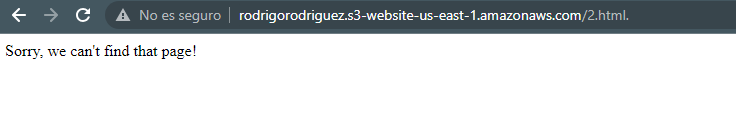 No es seguro | rodrigorodriguez.s3-website-us-east-1.amazonaws.com/2.html.
Sorry, we can't find that page!